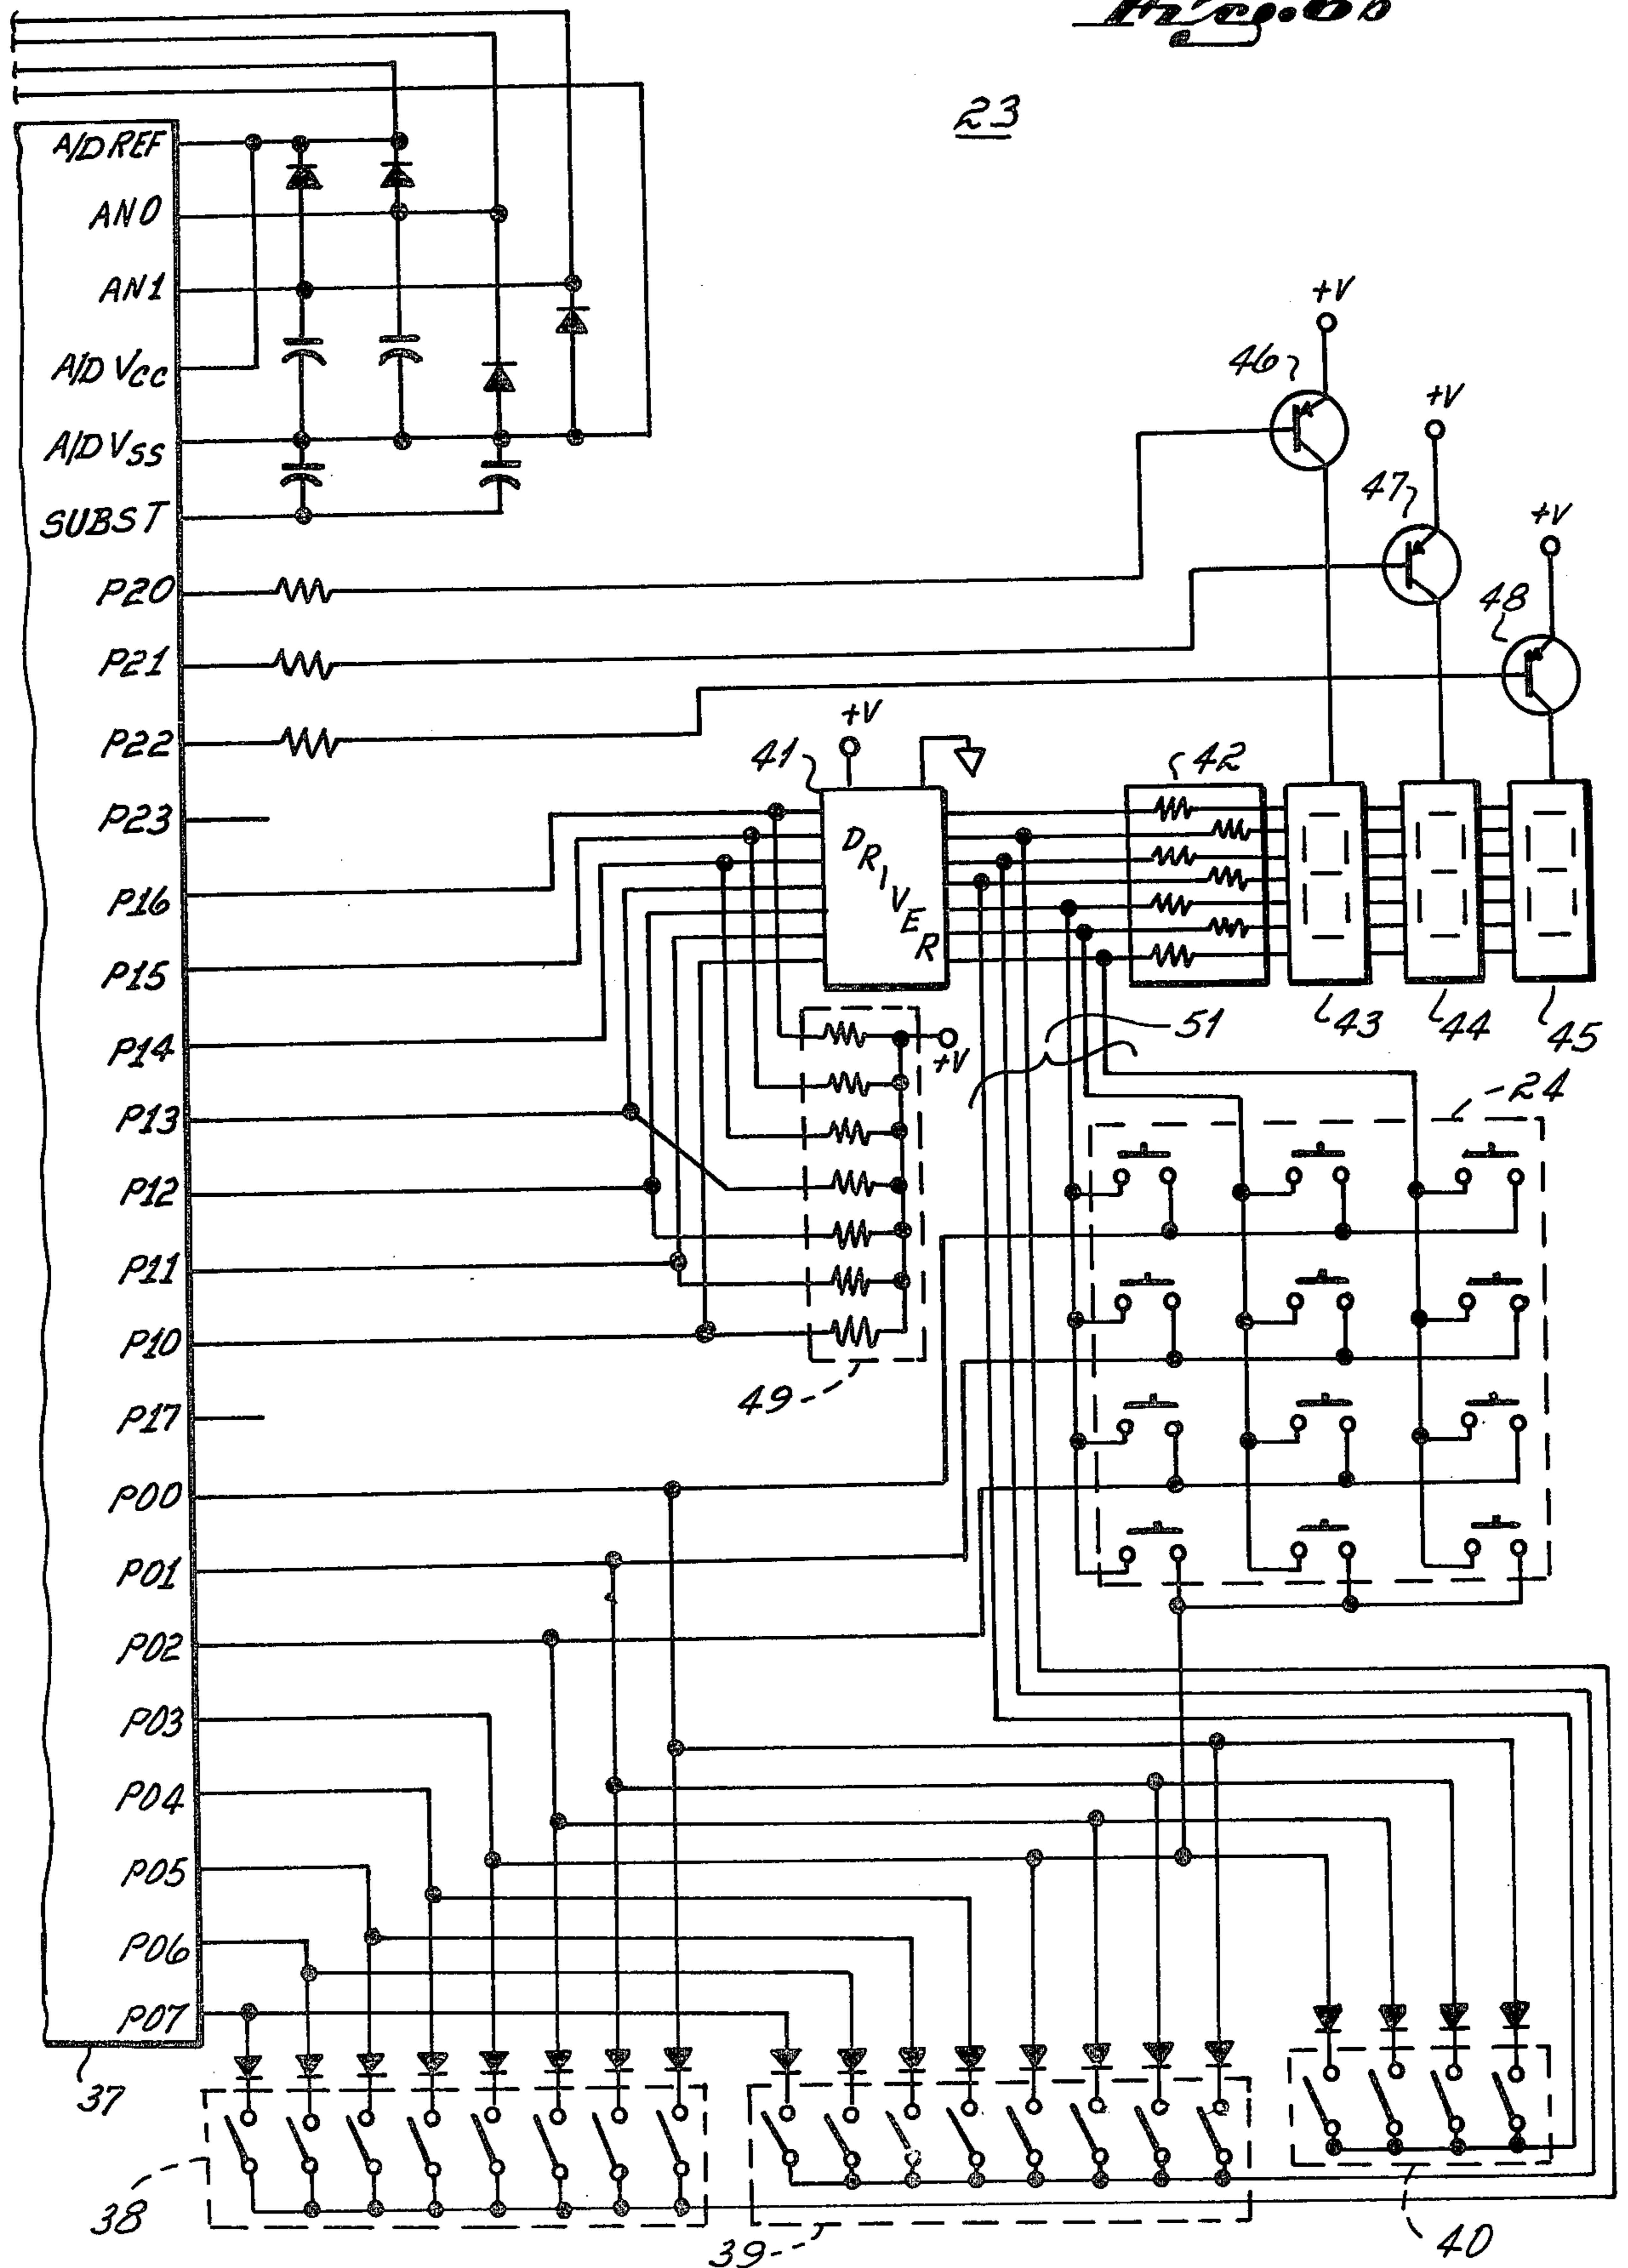 Fig. 6b
23
A/D REF
AN0
AN1
A/D VCC
A/D VSS
SUBST
P20
P21
P22
P23
P16
P15
P14
P13
P12
P11
P10
P17
P00
P01
P02
P03
P04
P05
P06
P07
37
+V
46
+V
47
+V
48
+V
41
DRIVER
42
43
44
45
51
+V
49
24
38
39
40